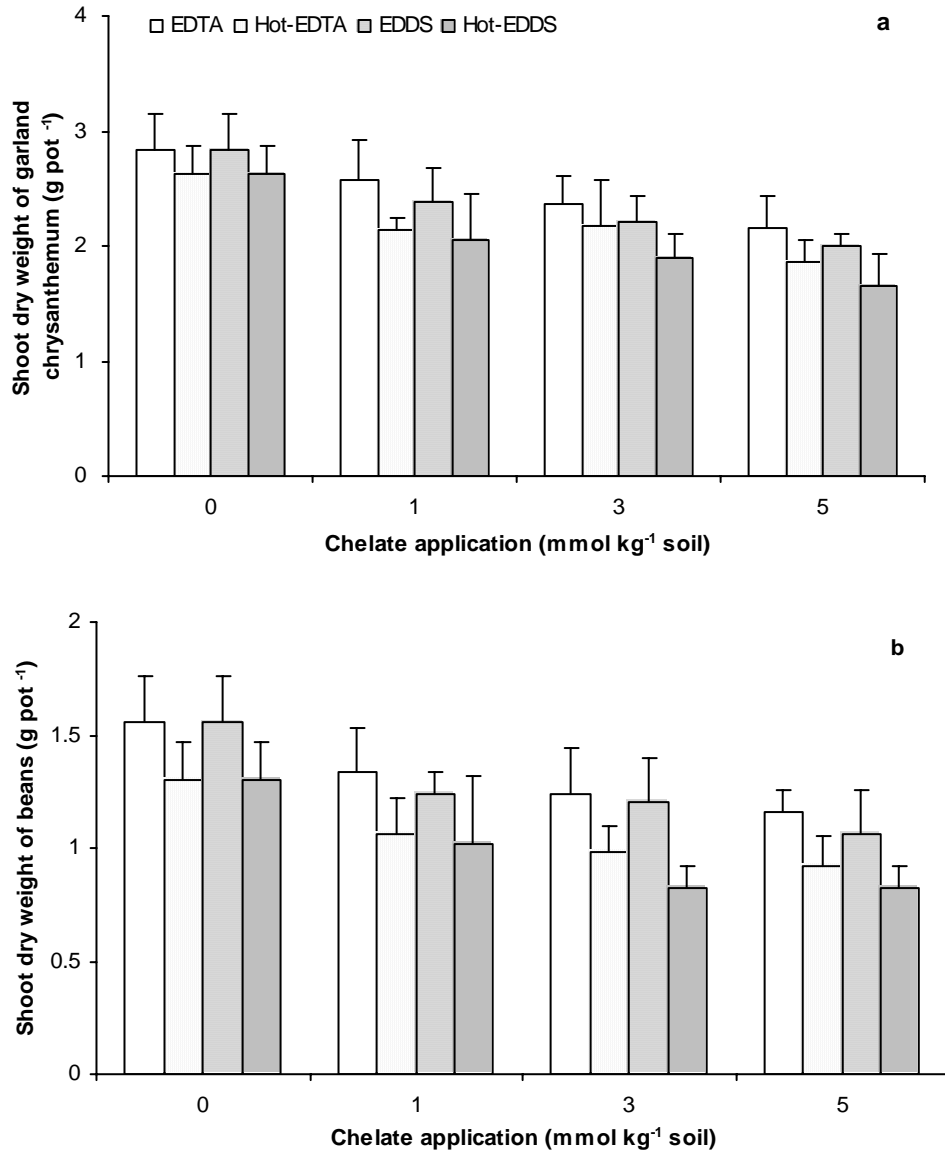 4
EDTA Hot-EDTA EDDS Hot-EDDS
a
3
2
1
0
Shoot dry weight of garland
chrysanthemum (g pot -1)
0 1 3 5
Chelate application (mmol kg-1 soil)
2
b
1.5
1
0.5
0
Shoot dry weight of beans (g pot -1)
0 1 3 5
Chelate application (mmol kg-1 soil)